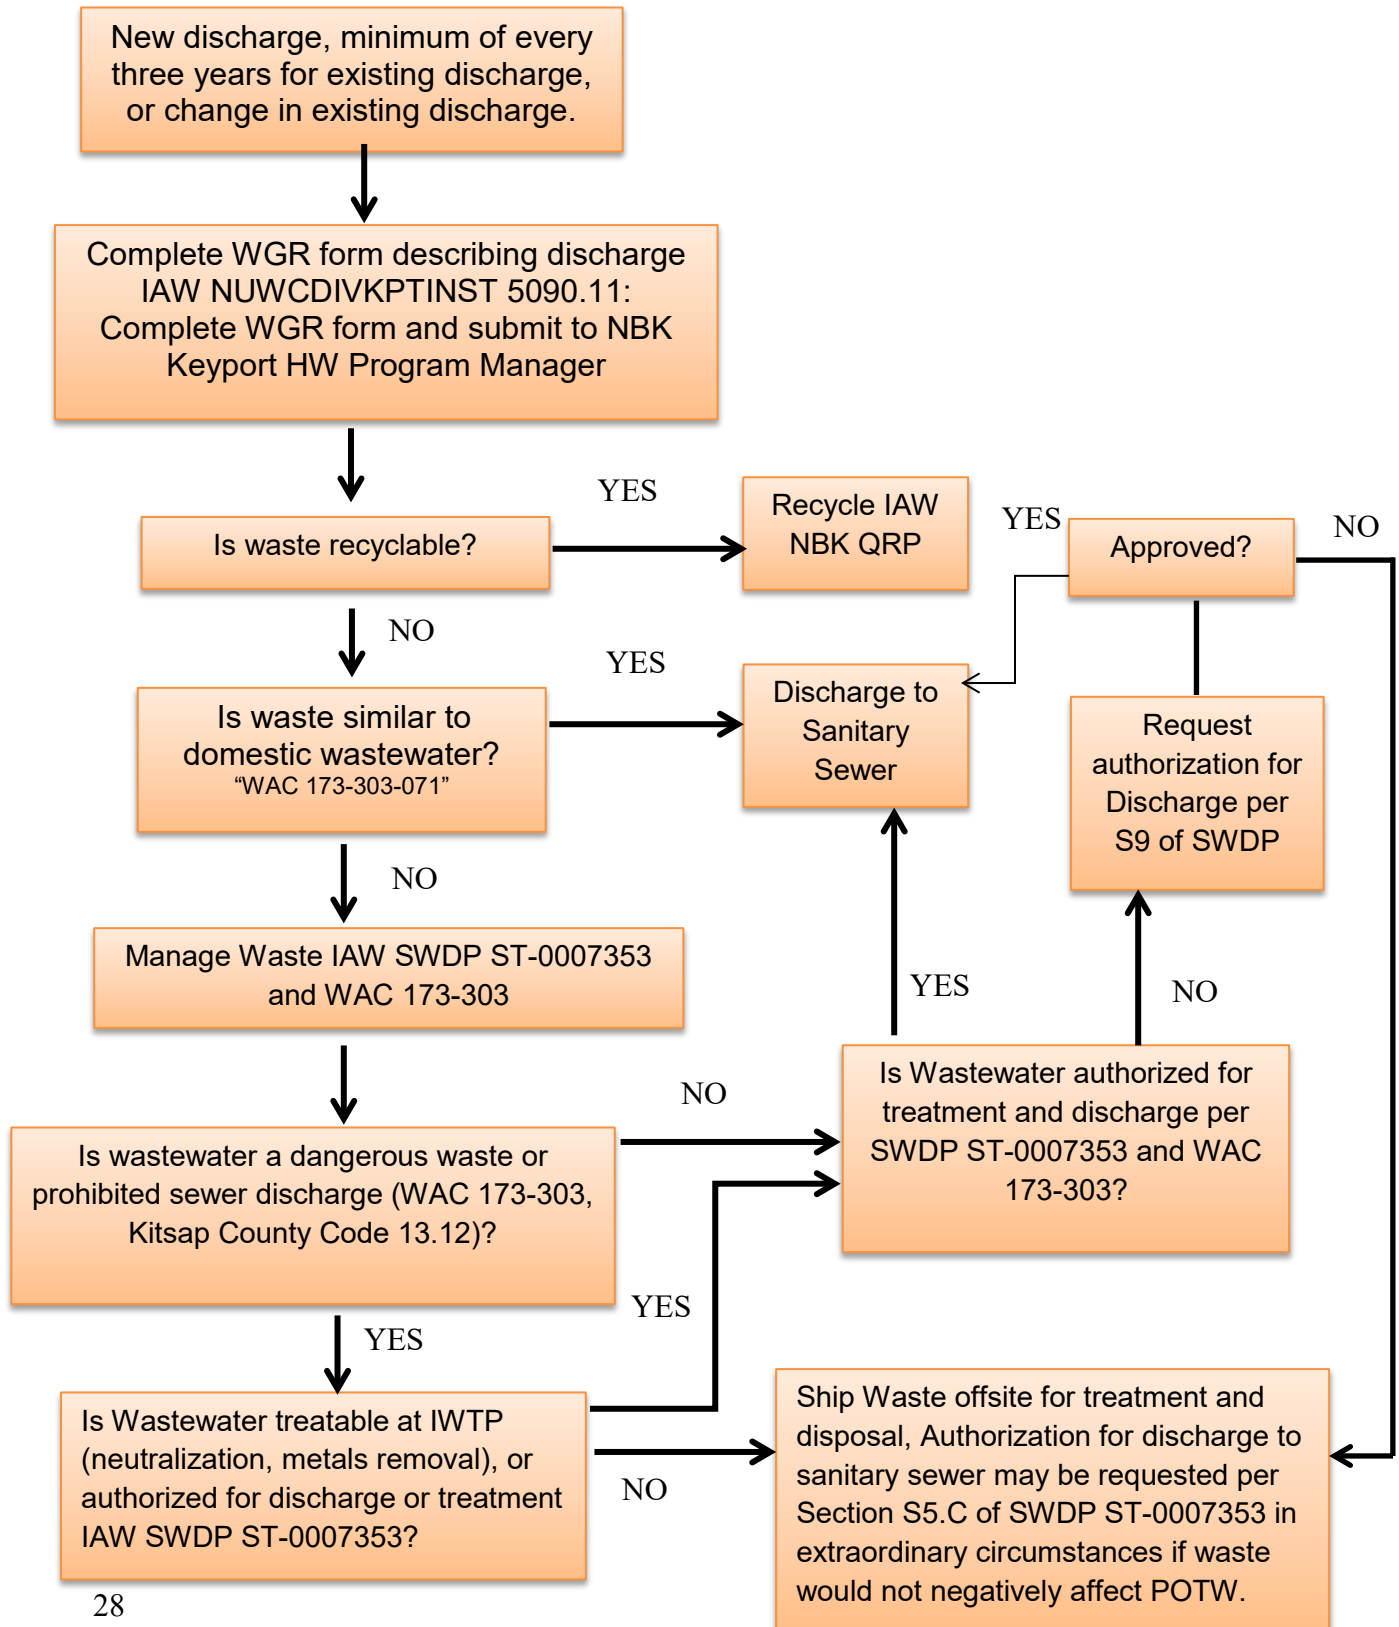 New discharge, minimum of every
three years for existing discharge,
or change in existing discharge.
Complete WGR form describing discharge
IAW NUWCDIVKPTINST 5090.11:
Complete WGR form and submit to NBK
Keyport HW Program Manager
YES
Is waste recyclable?
Recycle IAW
NBK QRP
YES
Approved?
NO
NO
YES
Is waste similar to
domestic wastewater?
“WAC 173-303-071”
Discharge to
Sanitary
Sewer
Request
authorization for
Discharge per
S9 of SWDP
NO
Manage Waste IAW SWDP ST-0007353
and WAC 173-303
YES
NO
NO
Is wastewater a dangerous waste or
prohibited sewer discharge (WAC 173-303,
Kitsap County Code 13.12)?
Is Wastewater authorized for
treatment and discharge per
SWDP ST-0007353 and WAC
173-303?
YES
YES
Is Wastewater treatable at IWTP
(neutralization, metals removal), or
authorized for discharge or treatment
IAW SWDP ST-0007353?
NO
Ship Waste offsite for treatment and
disposal, Authorization for discharge to
sanitary sewer may be requested per
Section S5.C of SWDP ST-0007353 in
extraordinary circumstances if waste
would not negatively affect POTW.
28